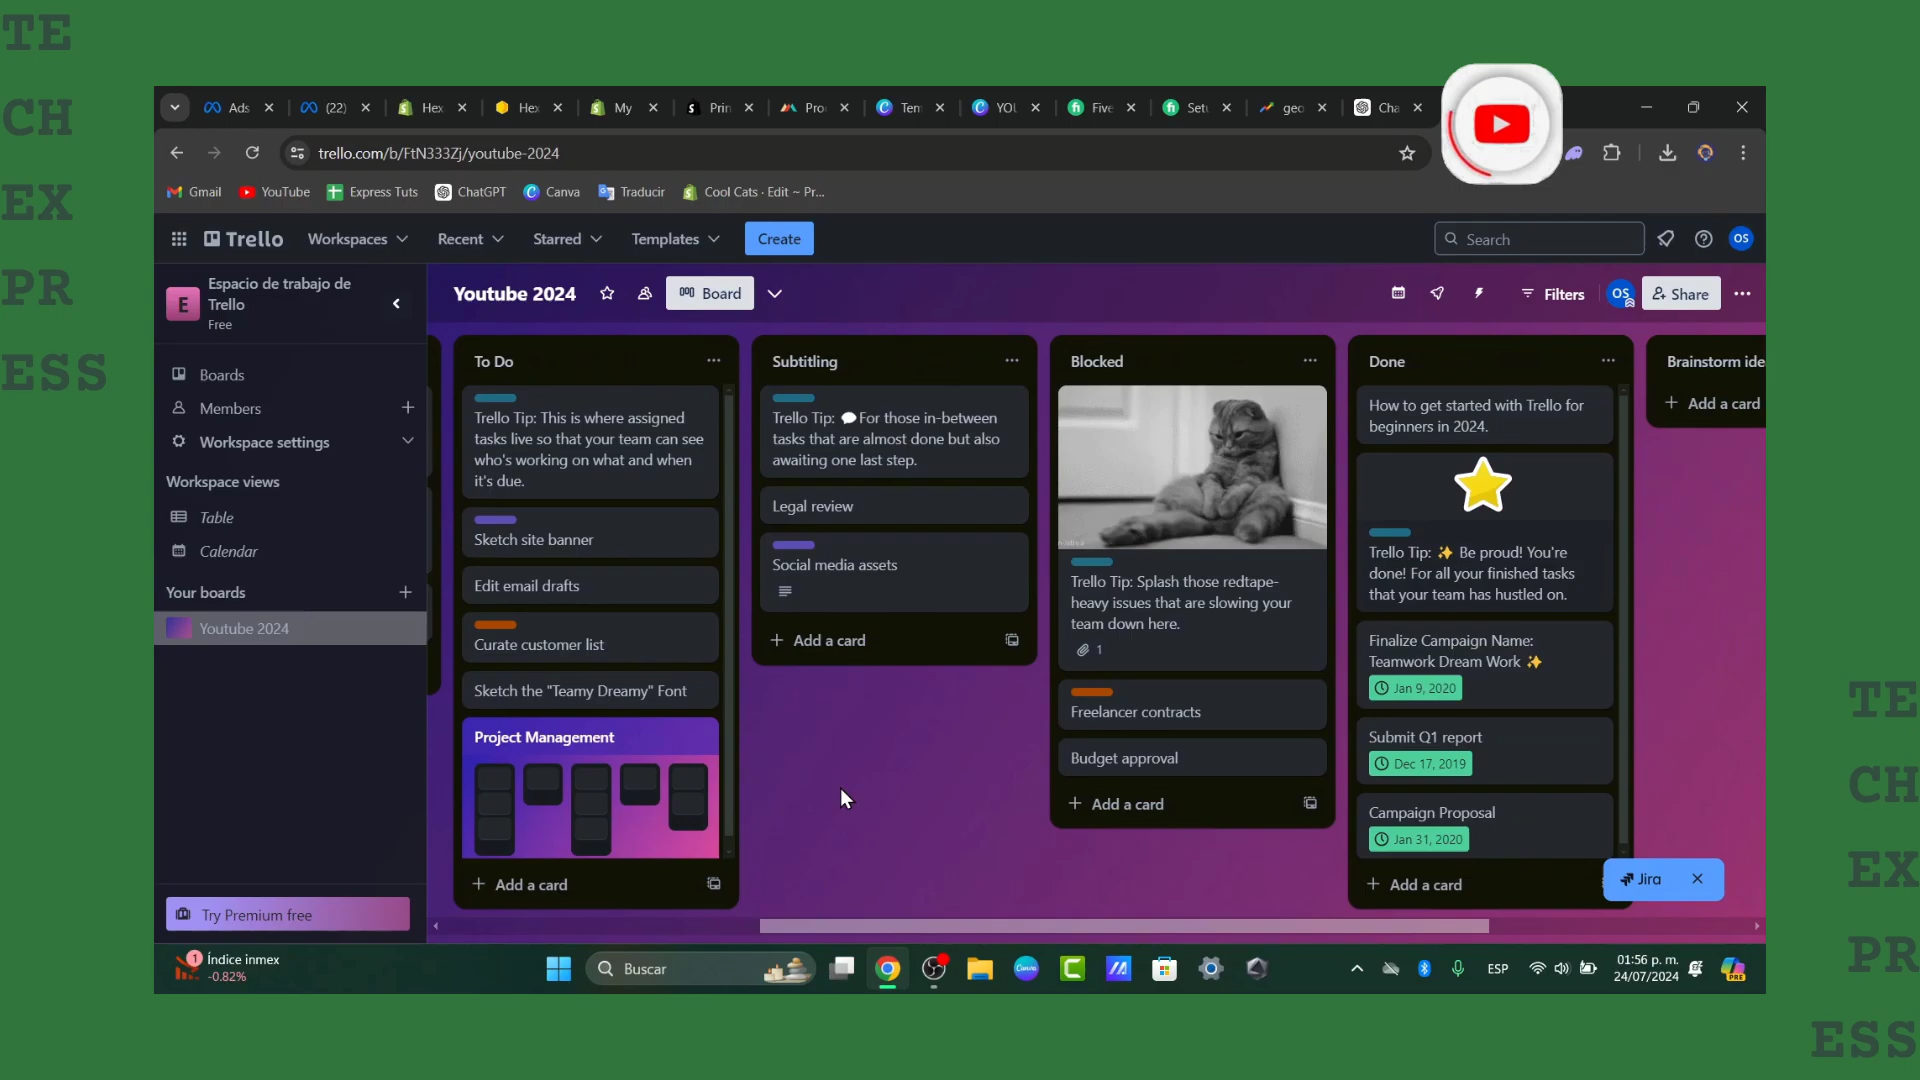 TE
CH
EX
PR
ESS
Ads
(22)
Hex
Hex
My
Prin
Pro
Tem
YOU
Five
Setu
geo
Cha
trello.com/b/FtN333Zj/youtube-2024
Gmail
YouTube
Express Tuts
ChatGPT
Canva
Traducir
Cool Cats · Edit ~ Pr...
Trello
Workspaces
Recent
Starred
Templates
Create
Search
OS
E
Espacio de trabajo de
Trello
Free
Youtube 2024
Board
Filters
OS
Share
Boards
Members
Workspace settings
Workspace views
Table
Calendar
Your boards
Youtube 2024
Try Premium free
To Do
Trello Tip: This is where assigned
tasks live so that your team can see
who's working on what and when
it's due.
Sketch site banner
Edit email drafts
Curate customer list
Sketch the "Teamy Dreamy" Font
Project Management
Add a card
Subtitling
Trello Tip: 💬For those in-between
tasks that are almost done but also
awaiting one last step.
Legal review
Social media assets
Add a card
Blocked
Trello Tip: Splash those redtape-
heavy issues that are slowing your
team down here.
1
Freelancer contracts
Budget approval
Add a card
Done
How to get started with Trello for
beginners in 2024.
Trello Tip: ✨ Be proud! You're
done! For all your finished tasks
that your team has hustled on.
Finalize Campaign Name:
Teamwork Dream Work ✨
Jan 9, 2020
Submit Q1 report
Dec 17, 2019
Campaign Proposal
Jan 31, 2020
Add a card
Brainstorm ide
Add a card
Jira
1
Índice inmex
-0.82%
Buscar
Canva
ESP
01:56 p. m.
24/07/2024
PRE
TE
CH
EX
PR
ESS